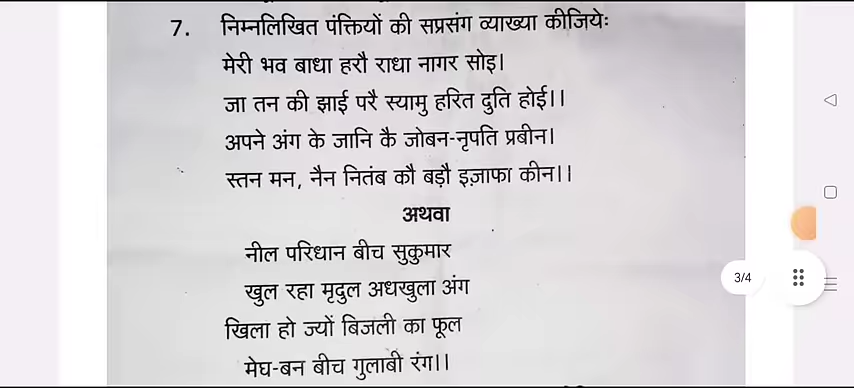 7. निम्नलिखित पंक्तियों की सप्रसंग व्याख्या कीजियेः
मेरी भव बाधा हरौ राधा नागर सोइ।
जा तन की झाई परै स्यामु हरित दुति होई।।
अपने अंग के जानि कै जोबन-नृपति प्रबीन।
स्तन मन, नैन नितंब कौ बड़ौ इज़ाफा कीन।।
अथवा
नील परिधान बीच सुकुमार
खुल रहा मृदुल अधखुला अंग
3/4
खिला हो ज्यों बिजली का फूल
मेघ-बन बीच गुलाबी रंग।।